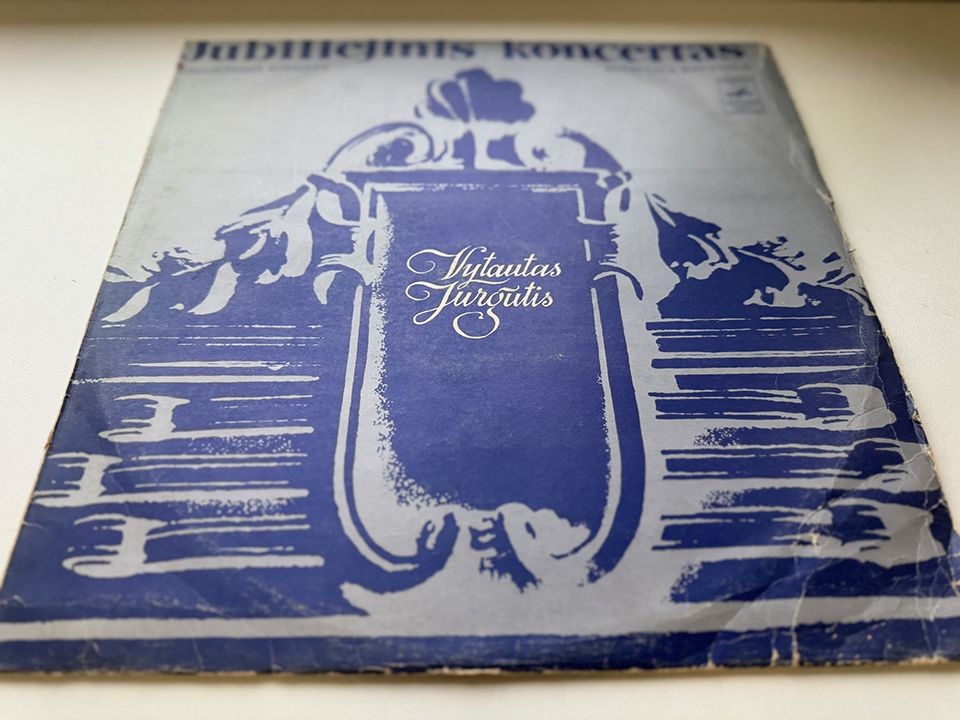 Jubiliejinis koncertas
Vytautas
Jurgutis